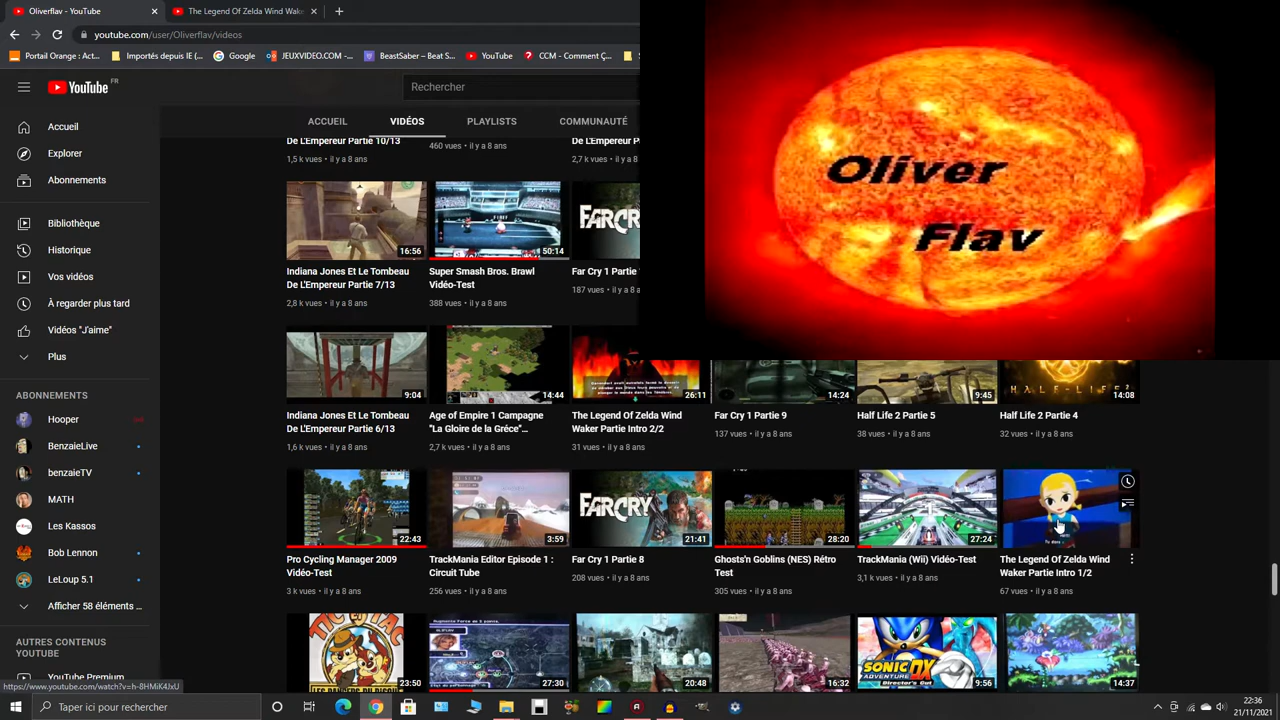 Oliverflav - YouTube
The Legend Of Zelda Wind Wake
youtube.com/user/Oliverflav/videos
Portail Orange : Act...
Importés depuis IE (...
Google
JEUXVIDEO.COM
BeastSaber – Beat S...
YouTube
CCM - Comment Ç...
YouTube FR
Rechercher
ACCUEIL
VIDÉOS
PLAYLISTS
COMMUNAUTÉ
Oliver
Flav
Accueil
Explorer
Abonnements
Bibliothèque
Historique
Vos vidéos
À regarder plus tard
Vidéos "J'aime"
Plus
ABONNEMENTS
Hooper
BenzaieLive
benzaieTV
MATH
Les Kassos
Bob Lennon
LeLoup 5.1
Afficher 58 éléments ...
AUTRES CONTENUS
YOUTUBE
YouTube Premium
De L'Empereur Partie 10/13
1,5 k vues • il y a 8 ans
460 vues • il y a 8 ans
2,7 k vues • il y a 8
16:56
50:14
FARCRY
Indiana Jones Et Le Tombeau
De L'Empereur Partie 7/13
2,8 k vues • il y a 8 ans
Super Smash Bros. Brawl
Vidéo-Test
388 vues • il y a 8 ans
Far Cry 1 Partie
187 vues • il y a 8 ans
9:04
14:44
26:11
14:24
9:45
HALF-LIFE
14:08
Indiana Jones Et Le Tombeau
De L'Empereur Partie 6/13
1,6 k vues • il y a 8 ans
Age of Empire 1 Campagne
"La Gloire de la Gréce"...
2,7 k vues • il y a 8 ans
The Legend Of Zelda Wind
Waker Partie Intro 2/2
31 vues • il y a 8 ans
Far Cry 1 Partie 9
137 vues • il y a 8 ans
Half Life 2 Partie 5
38 vues • il y a 8 ans
Half Life 2 Partie 4
32 vues • il y a 8 ans
22:43
3:59
FARCRY
21:41
28:20
27:24
Pro Cycling Manager 2009
Vidéo-Test
3 k vues • il y a 8 ans
TrackMania Editor Episode 1 :
Circuit Tube
256 vues • il y a 8 ans
Far Cry 1 Partie 8
208 vues • il y a 8 ans
Ghosts'n Goblins (NES) Rétro
Test
305 vues • il y a 8 ans
TrackMania (Wii) Vidéo-Test
3,1 k vues • il y a 8 ans
The Legend Of Zelda Wind
Waker Partie Intro 1/2
67 vues • il y a 8 ans
TIC TAC
23:50
27:30
20:48
16:32
SONIC
ADVENTURE DX
DIRECTOR'S CUT
9:56
14:37
https://www.youtube.com/watch?v=h-8HMiK4JxU
Taper ici pour rechercher
22:36
21/11/2021